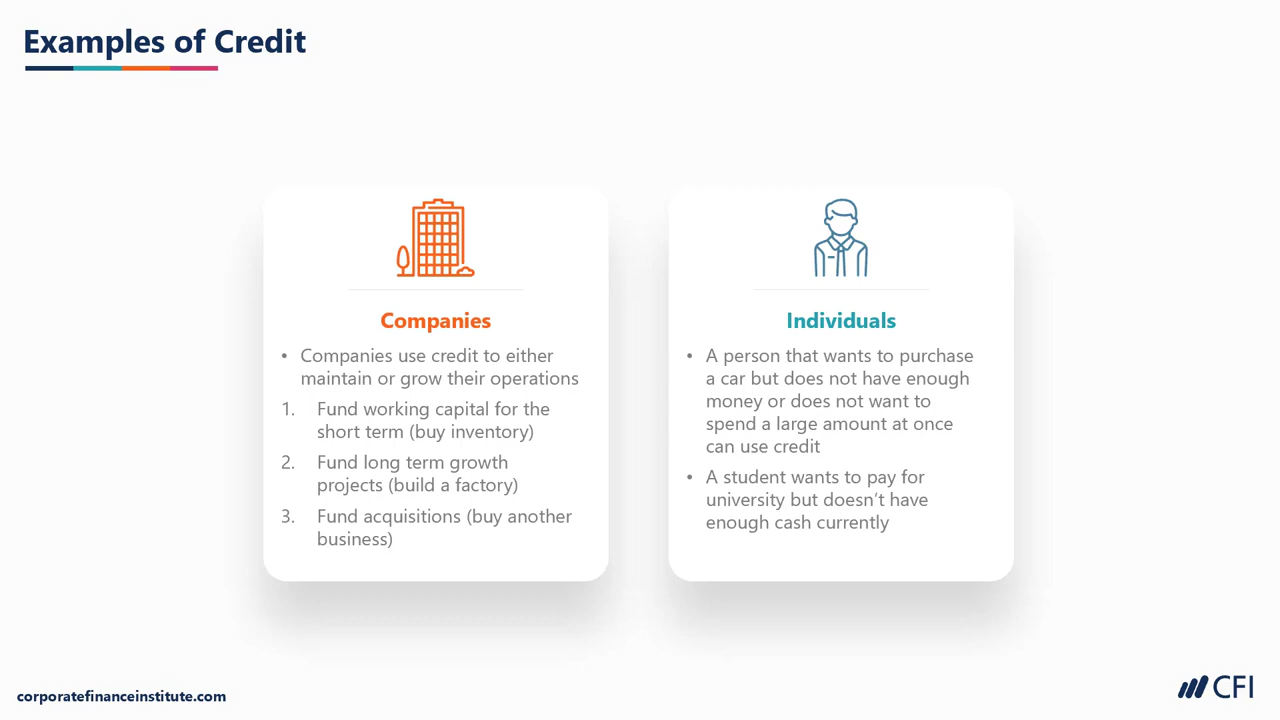 Examples of Credit
Companies
• Companies use credit to either
maintain or grow their operations
1. Fund working capital for the
short term (buy inventory)
2. Fund long term growth
projects (build a factory)
3. Fund acquisitions (buy another
business)
Individuals
• A person that wants to purchase
a car but does not have enough
money or does not want to
spend a large amount at once
can use credit
• A student wants to pay for
university but doesn’t have
enough cash currently
corporatefinanceinstitute.com
CFI